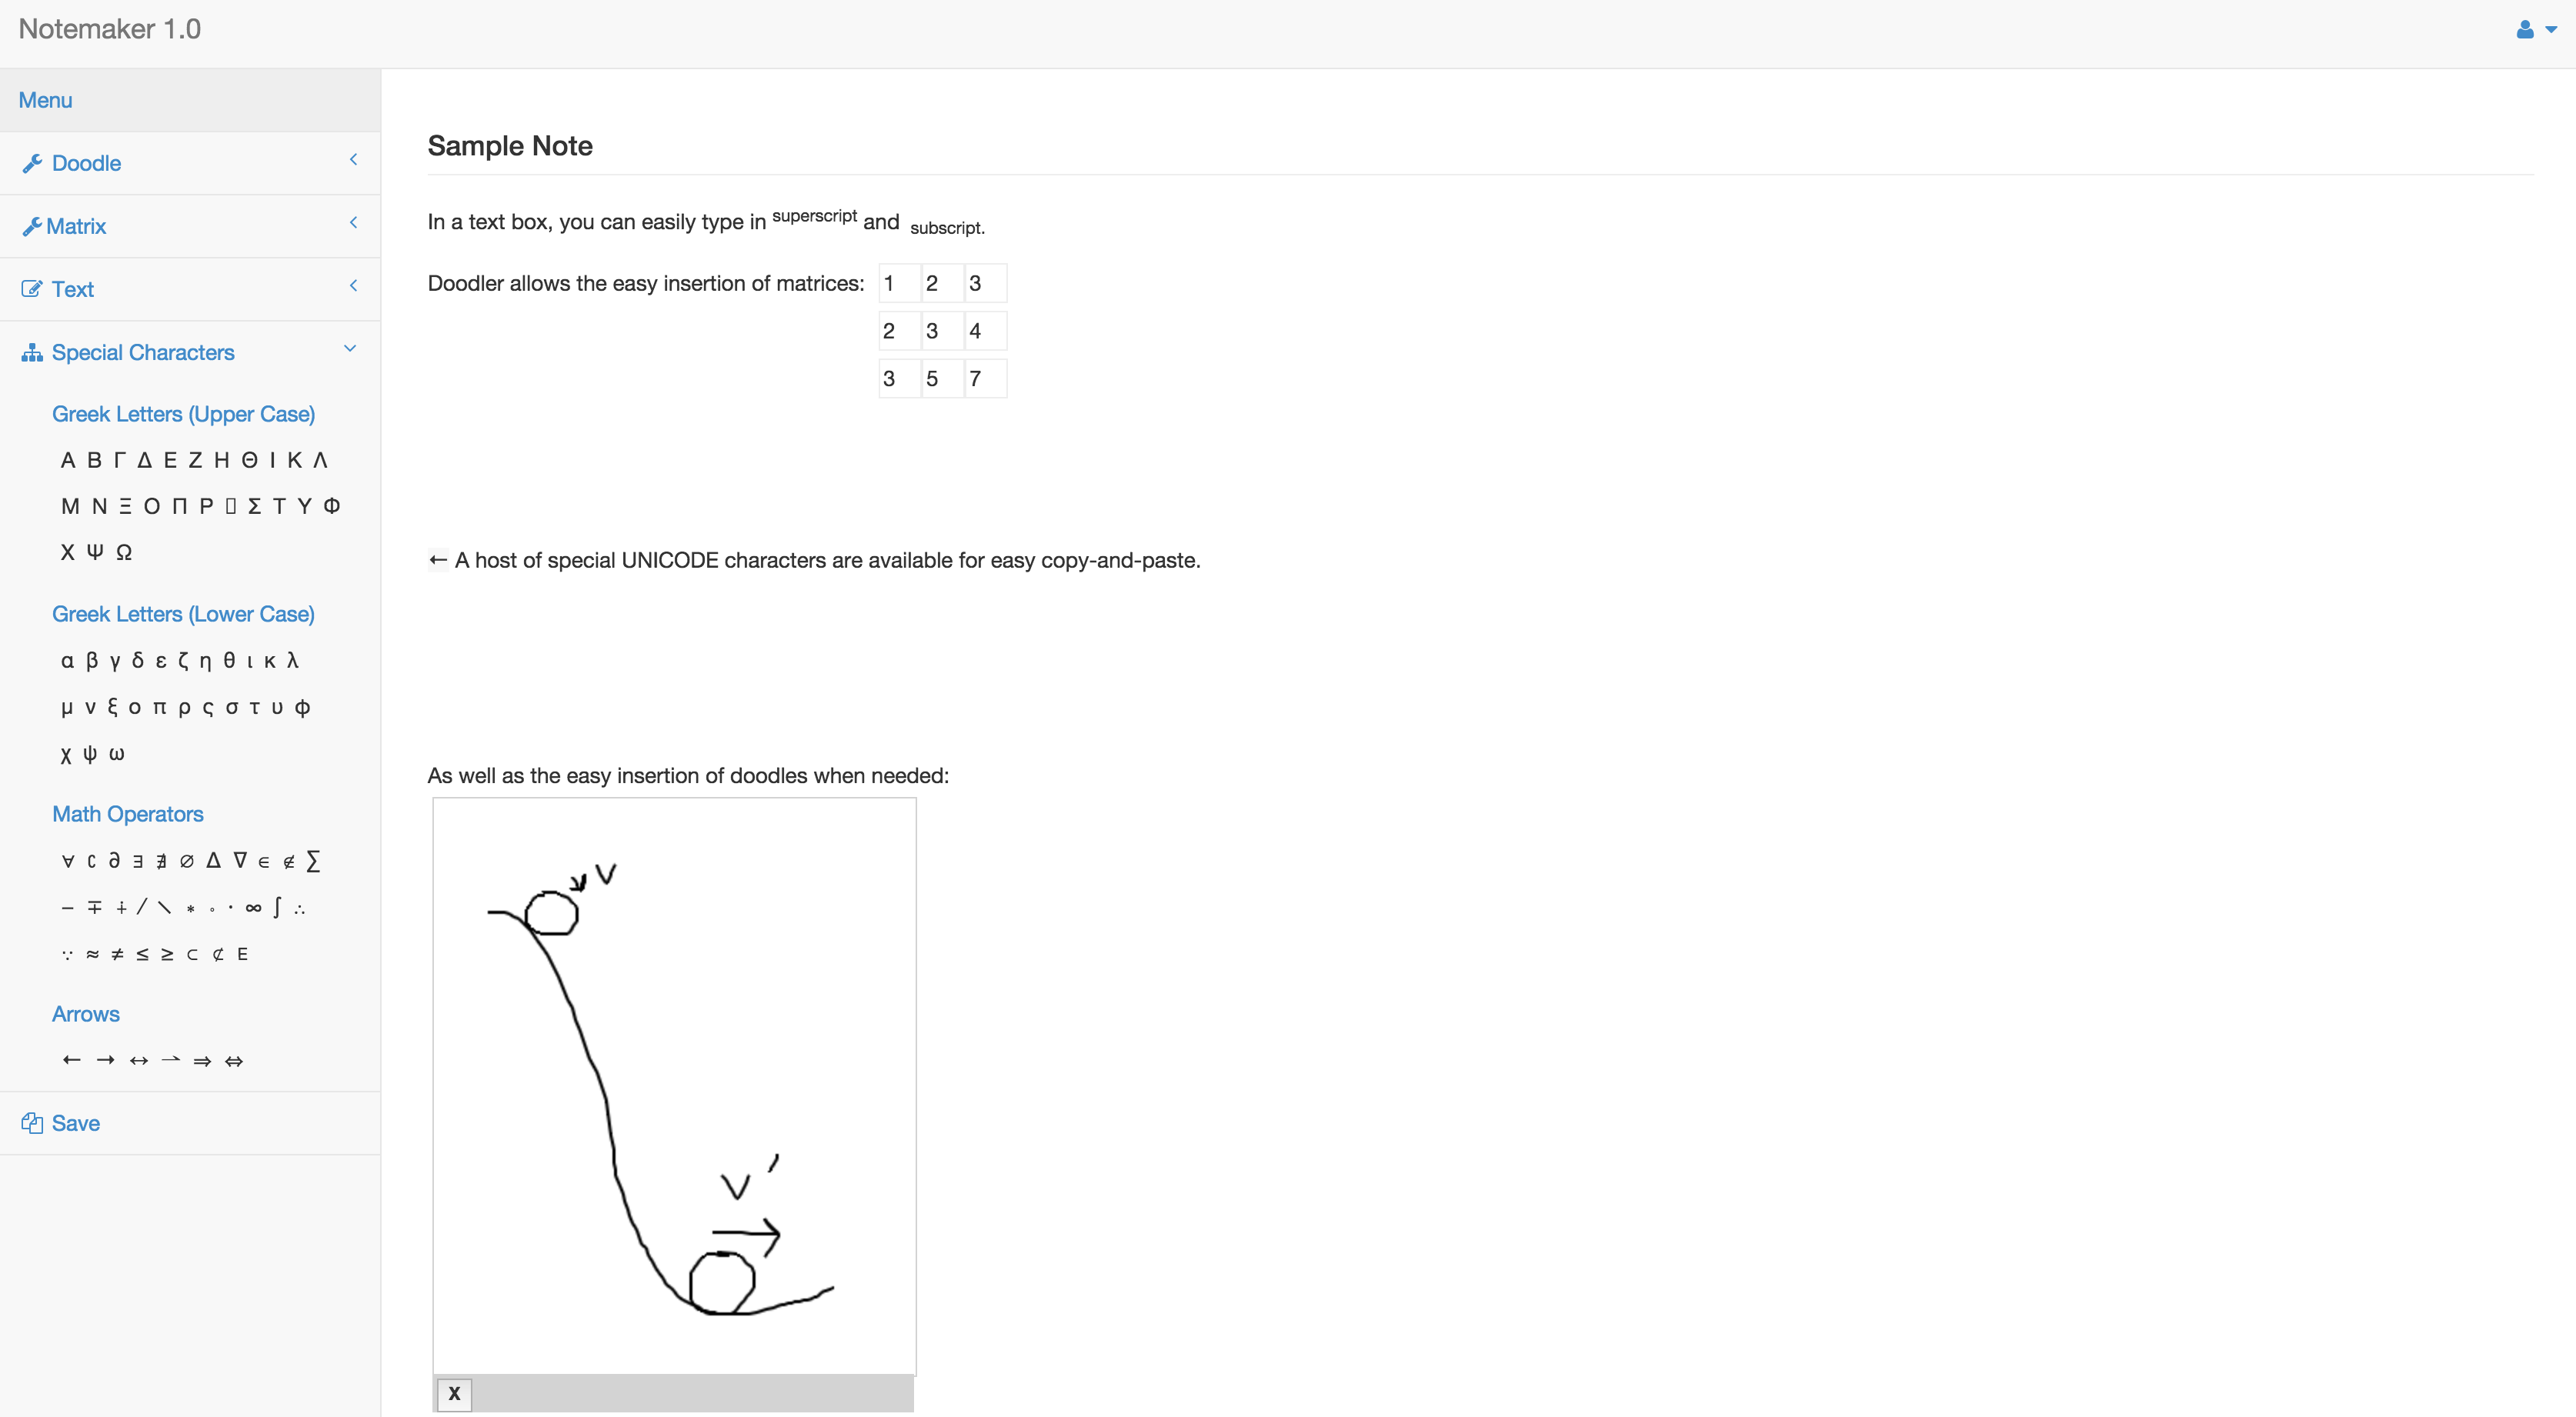 Notemaker 1.0
Menu
Doodle
Matrix
Text
Special Characters
Greek Letters (Upper Case)
Α Β Γ Δ Ε Ζ Η Θ Ι Κ Λ
Μ Ν Ξ Ο Π Ρ ▯ Σ Τ Υ Φ
Χ Ψ Ω
Greek Letters (Lower Case)
α β γ δ ε ζ η θ ι κ λ
μ ν ξ ο π ρ ς σ τ υ φ
χ ψ ω
Math Operators
∀ ∁ ∂ ∃ ∄ ∅ ∆ ∇ ∊ ∉ ∑
− ∓ ∔ ∕ ∖ ∗ ∘ ∙ ∞ ∫ ∴
∵ ≈ ≠ ≤ ≥ ⊂ ⊄ E
Arrows
← → ↔ ⇀ ⇒ ⇔
Save
Sample Note
In a text box, you can easily type in superscript and subscript.
Doodler allows the easy insertion of matrices:
1 2 3
2 3 4
3 5 7
← A host of special UNICODE characters are available for easy copy-and-paste.
As well as the easy insertion of doodles when needed:
V
V'
X